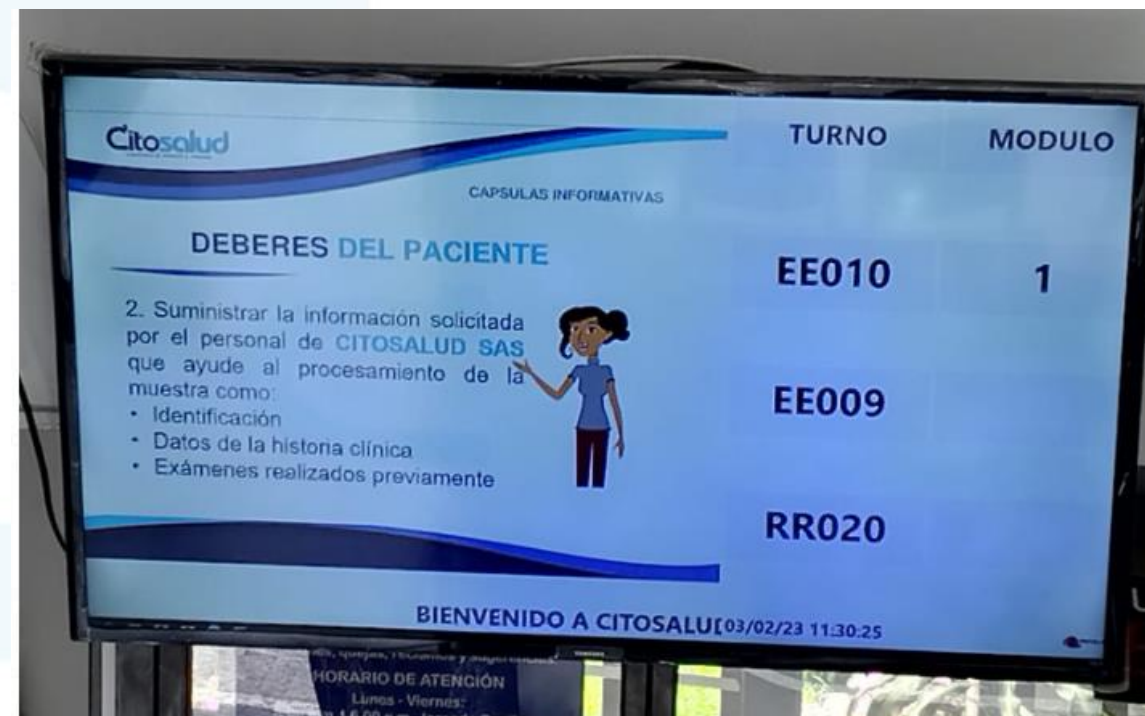 Citosalud
CAPSULAS INFORMATIVAS
DEBERES DEL PACIENTE
2. Suministrar la información solicitada
por el personal de CITOSALUD SAS
que ayude al procesamiento de la
muestra como:
• Identificación
• Datos de la historia clínica
• Exámenes realizados previamente
TURNO MODULO
EE010 1
EE009
RR020
BIENVENIDO A CITOSALU
03/02/23 11:30:25
HORARIO DE ATENCIÓN
Lunes - Viernes: